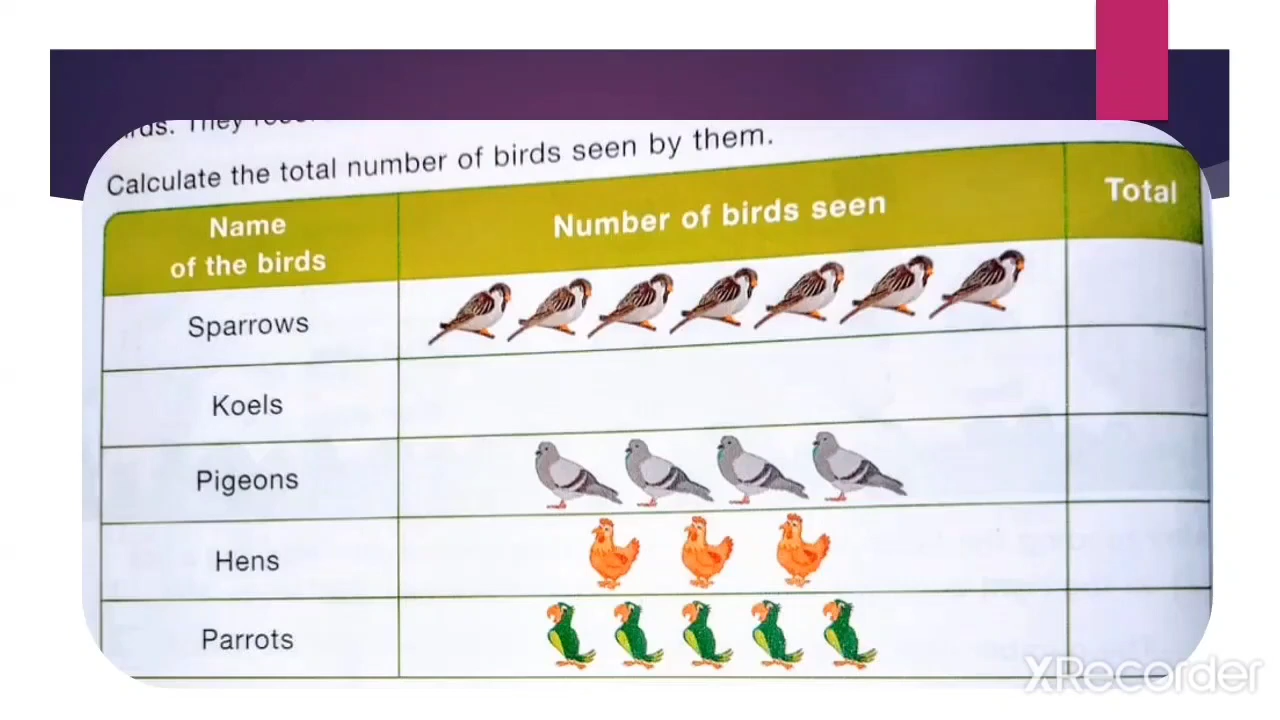 They
Calculate the total number of birds seen by them.
Name
of the birds
Number of birds seen
Total
Sparrows
Koels
Pigeons
Hens
Parrots
XRecorder